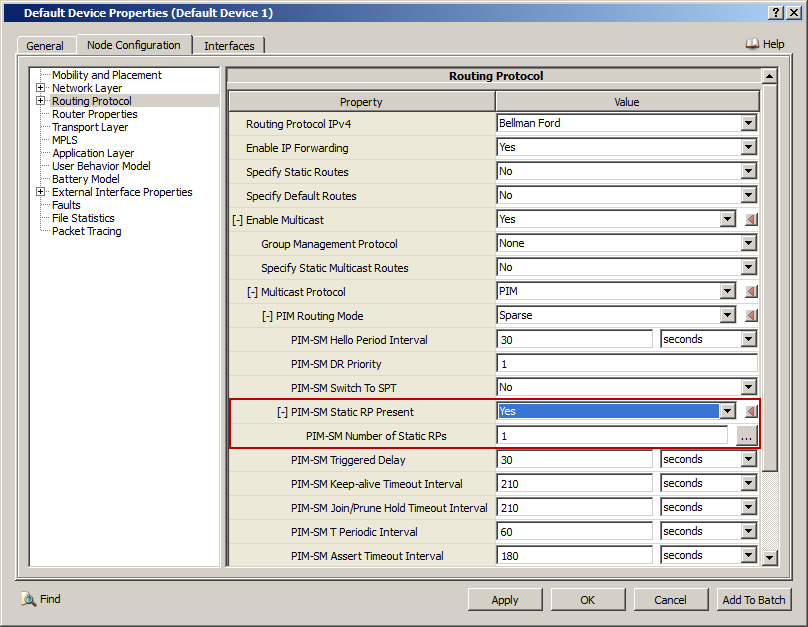 Default Device Properties (Default Device 1)
General Node Configuration Interfaces Help
Mobility and Placement
Network Layer
Routing Protocol
Router Properties
Transport Layer
MPLS
Application Layer
User Behavior Model
Battery Model
External Interface Properties
Faults
File Statistics
Packet Tracing
Routing Protocol
Property Value
Routing Protocol IPv4 Bellman Ford
Enable IP Forwarding Yes
Specify Static Routes No
Specify Default Routes No
[-] Enable Multicast Yes
Group Management Protocol None
Specify Static Multicast Routes No
[-] Multicast Protocol PIM
[-] PIM Routing Mode Sparse
PIM-SM Hello Period Interval 30 seconds
PIM-SM DR Priority 1
PIM-SM Switch To SPT No
[-] PIM-SM Static RP Present Yes
PIM-SM Number of Static RPs 1 ...
PIM-SM Triggered Delay 30 seconds
PIM-SM Keep-alive Timeout Interval 210 seconds
PIM-SM Join/Prune Hold Timeout Interval 210 seconds
PIM-SM T Periodic Interval 60 seconds
PIM-SM Assert Timeout Interval 180 seconds
Find Apply OK Cancel Add To Batch